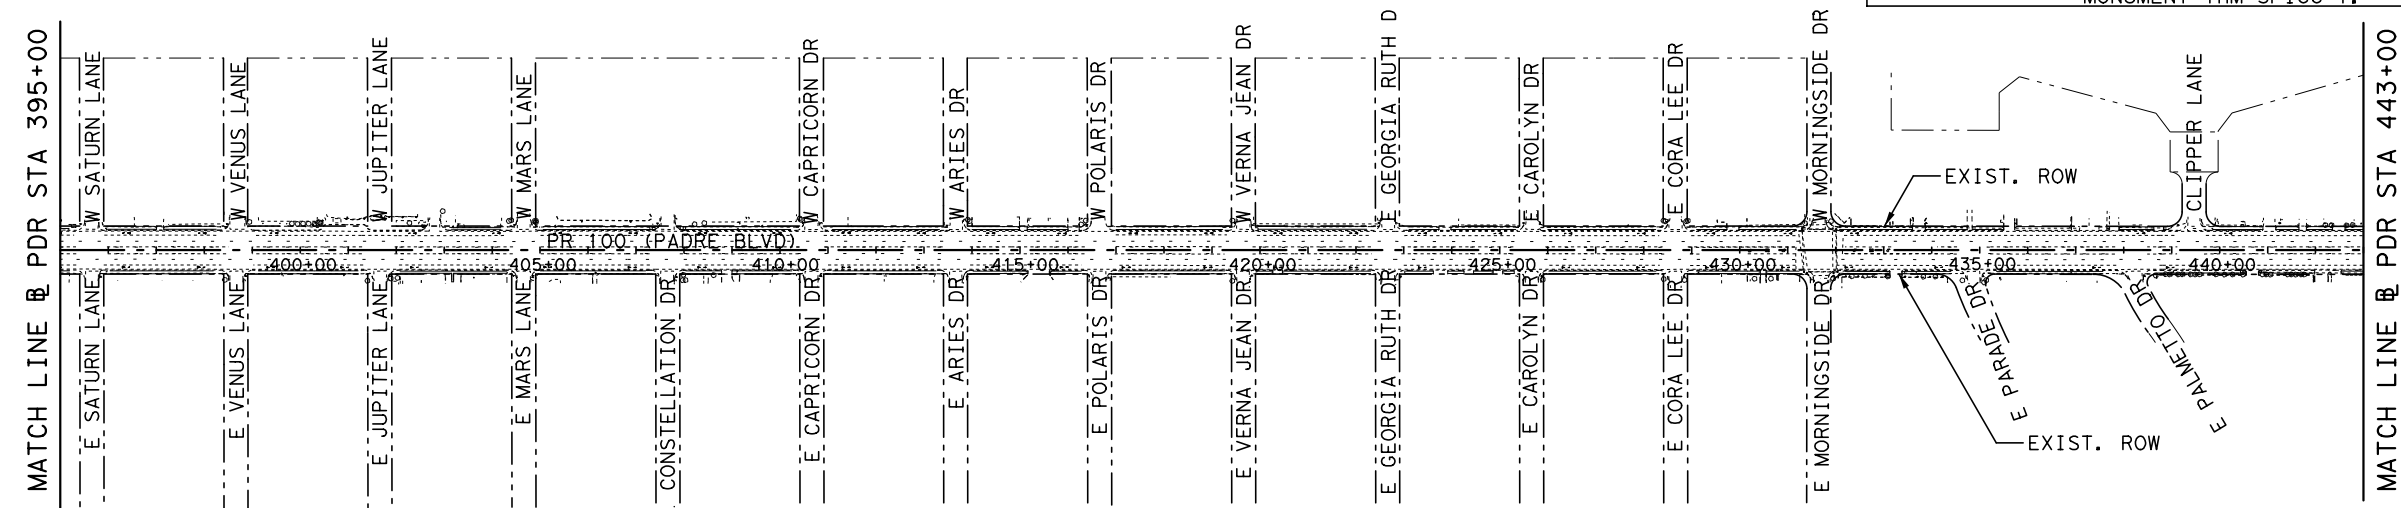 MATCH LINE ℄ PDR STA 395+00
W SATURN LANE
W VENUS LANE
W JUPITER LANE
W MARS LANE
W CAPRICORN DR
W ARIES DR
W POLARIS DR
W VERNA JEAN DR
E GEORGIA RUTH D
E CAROLYN DR
E CORA LEE DR
W MORNINGSIDE DR
CLIPPER LANE
EXIST. ROW
PR 100 (PADRE BLVD)
400+00
405+00
410+00
415+00
420+00
425+00
430+00
435+00
440+00
E SATURN LANE
E VENUS LANE
E JUPITER LANE
E MARS LANE
CONSTELLATION DR
E CAPRICORN DR
E ARIES DR
E POLARIS DR
E VERNA JEAN DR
E GEORGIA RUTH DR
E CAROLYN DR
E CORA LEE DR
E MORNINGSIDE DR
E PARADE DR
E PALMETTO DR
EXIST. ROW
MATCH LINE ℄ PDR STA 443+00